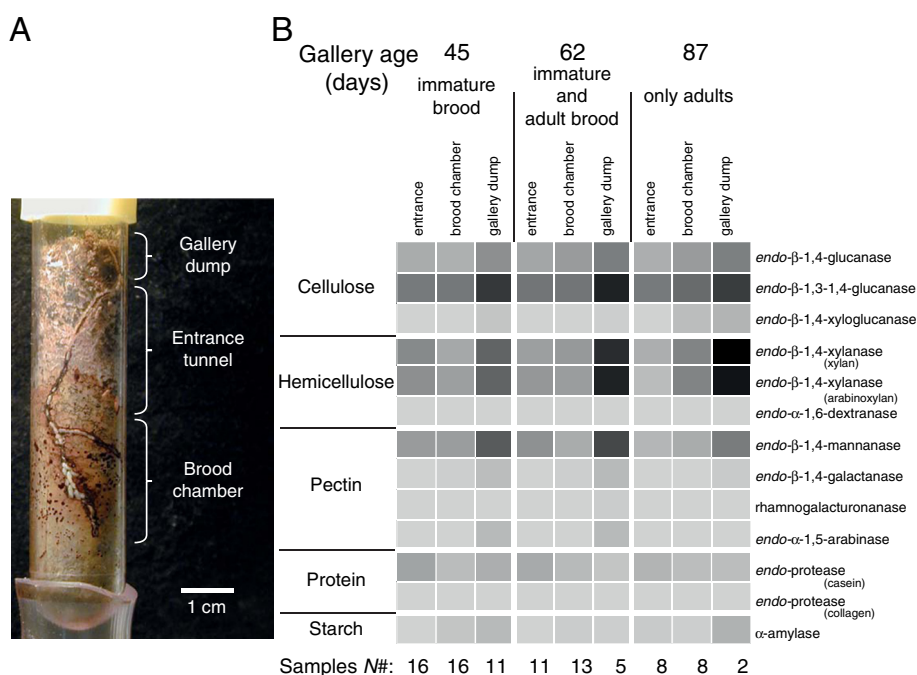 A
Gallery
dump
Entrance
tunnel
Brood
chamber
1 cm
B
Gallery age
(days)
45
immature
brood
62
immature
and
adult brood
87
only adults
entrance
brood chamber
gallery dump
entrance
brood chamber
gallery dump
entrance
brood chamber
gallery dump
Cellulose
endo-β-1,4-glucanase
endo-β-1,3-1,4-glucanase
endo-β-1,4-xyloglucanase
Hemicellulose
endo-β-1,4-xylanase
(xylan)
endo-β-1,4-xylanase
(arabinoxylan)
endo-α-1,6-dextranase
Pectin
endo-β-1,4-mannanase
endo-β-1,4-galactanase
rhamnogalacturonanase
endo-α-1,5-arabinase
Protein
endo-protease
(casein)
endo-protease
(collagen)
Starch
α-amylase
Samples N#: 16 16 11 11 13 5 8 8 2